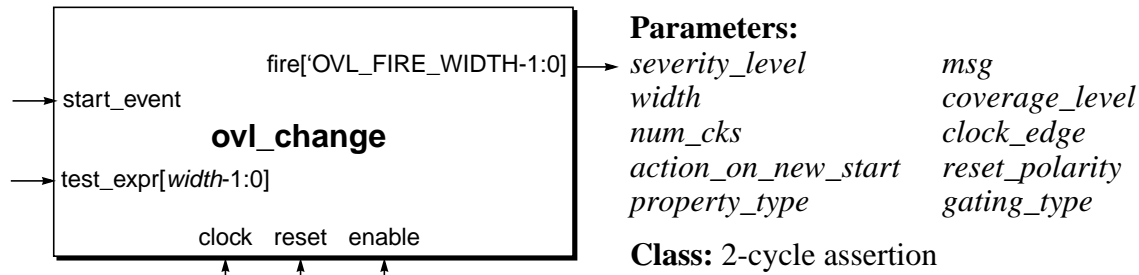 fire[‘OVL_FIRE_WIDTH-1:0]
start_event
ovl_change
test_expr[width-1:0]
clock reset enable
Parameters:
severity_level msg
width coverage_level
num_cks clock_edge
action_on_new_start reset_polarity
property_type gating_type
Class: 2-cycle assertion